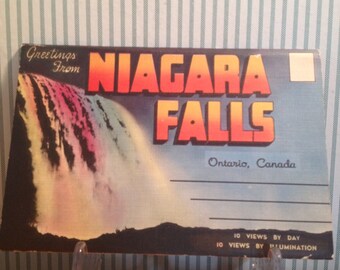 Greetings
From
NIAGARA
FALLS
Ontario, Canada
10 VIEWS BY DAY
10 VIEWS BY ILLUMINATION